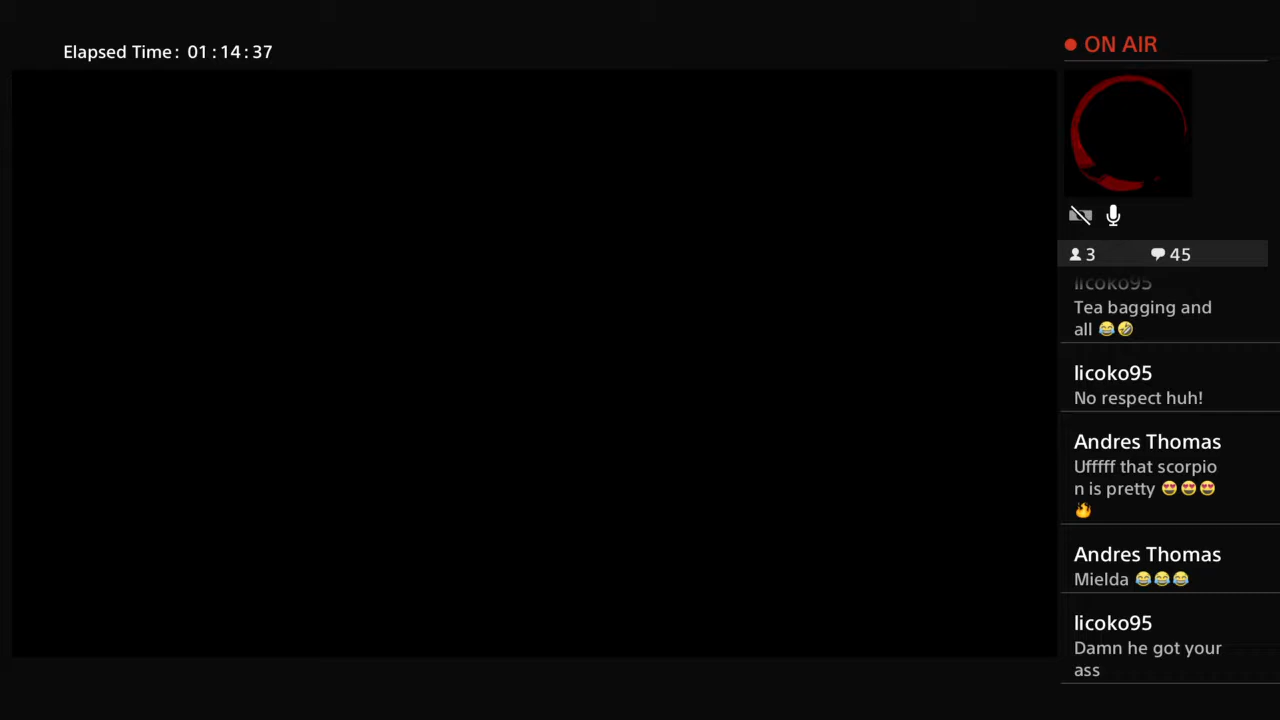 Elapsed Time: 01:14:37
ON AIR
3 45
licoko95
Tea bagging and
all 😂🤣
licoko95
No respect huh!
Andres Thomas
Ufffff that scorpio
n is pretty 😍😍😍
🔥
Andres Thomas
Mielda 😂😂😂
licoko95
Damn he got your
ass